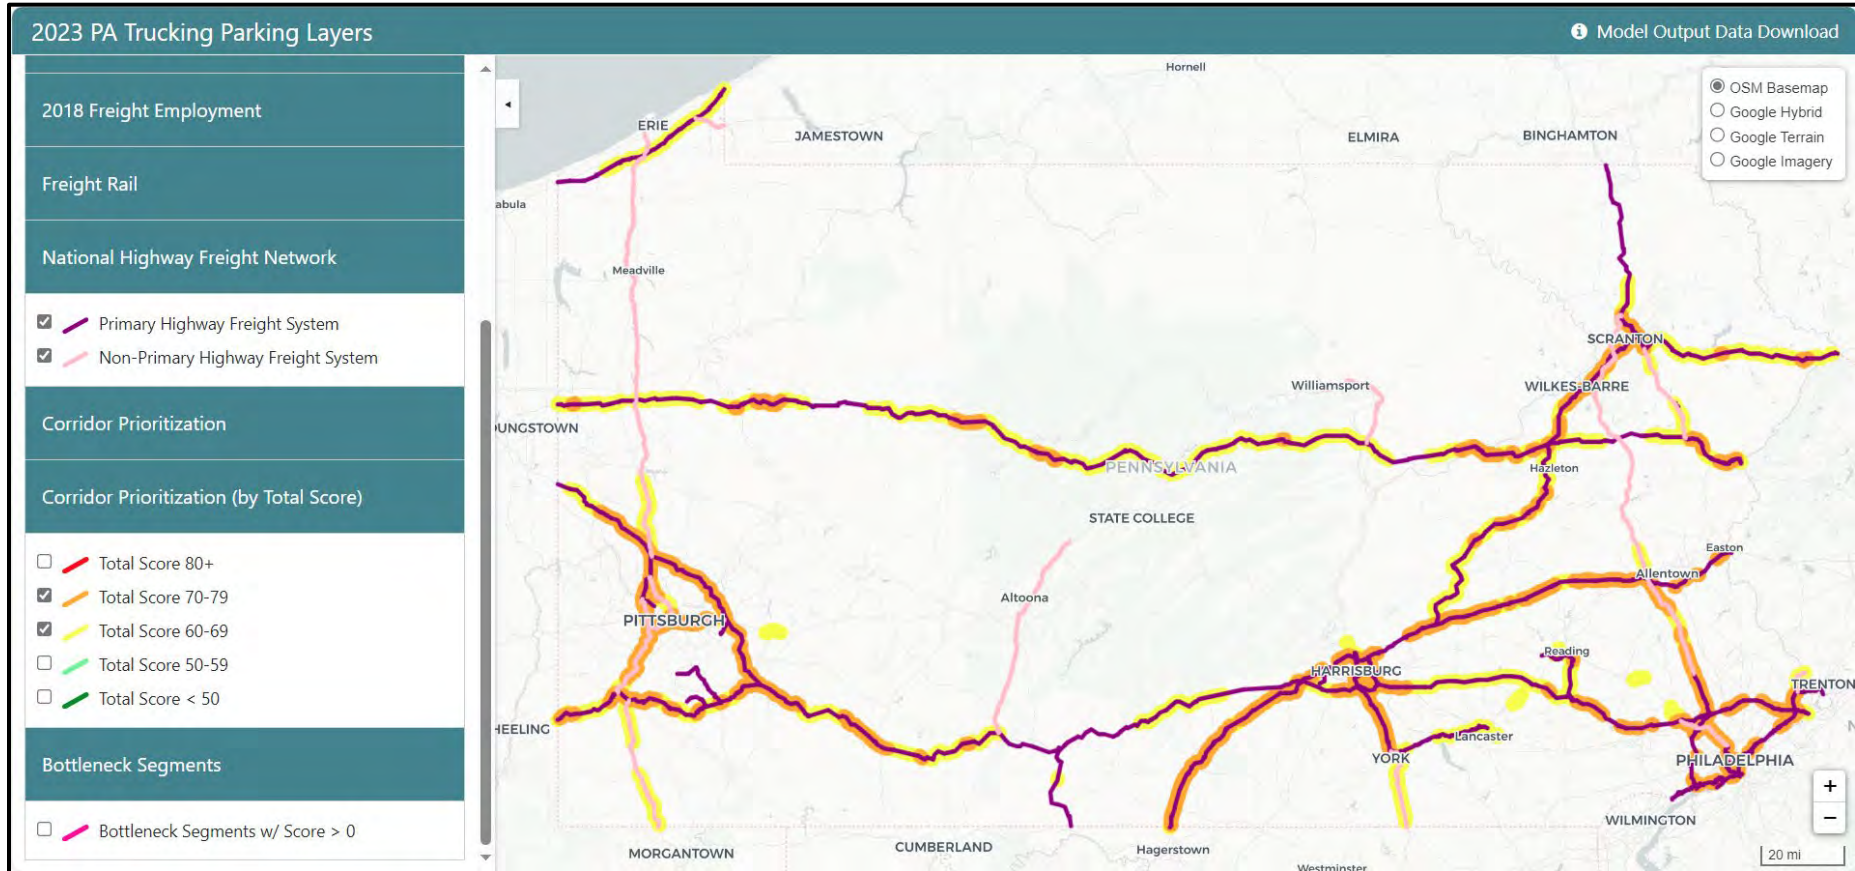 2023 PA Trucking Parking Layers
Model Output Data Download
2018 Freight Employment
Freight Rail
National Highway Freight Network
Primary Highway Freight System
Non-Primary Highway Freight System
Corridor Prioritization
Corridor Prioritization (by Total Score)
Total Score 80+
Total Score 70-79
Total Score 60-69
Total Score 50-59
Total Score < 50
Bottleneck Segments
Bottleneck Segments w/ Score > 0
OSM Basemap
Google Hybrid
Google Terrain
Google Imagery
Hornell
ERIE
JAMESTOWN
ELMIRA
BINGHAMTON
abula
Meadville
SCRANTON
Williamsport
WILKES-BARRE
OUNGSTOWN
PENNSYLVANIA
Hazleton
STATE COLLEGE
Easton
Allentown
Altoona
PITTSBURGH
Reading
HARRISBURG
TRENTON
HEELING
Lancaster
YORK
PHILADELPHIA
+
−
WILMINGTON
MORGANTOWN
CUMBERLAND
Hagerstown
Westminster
20 mi